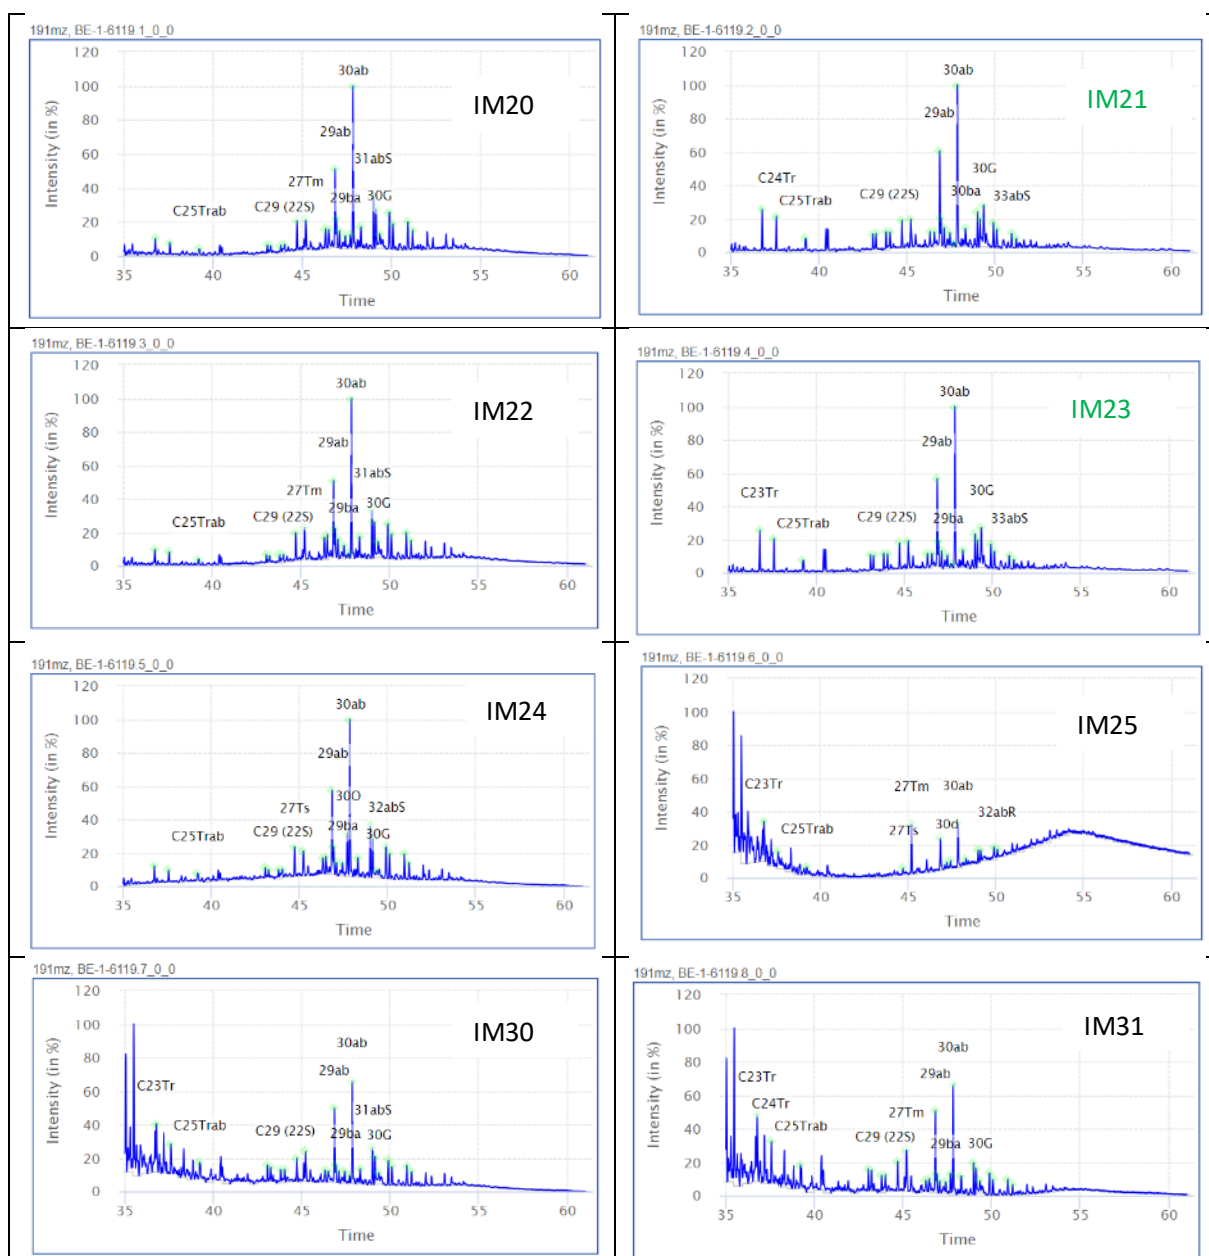 191mz, BE-1-6119.1_0_0
120
100
80
60
40
20
0
Intensity (in %)
30ab
IM20
29ab
31abS
27Tm
29ba
30G
C29 (22S)
C25Trab
35 40 45 50 55 60
Time
191mz, BE-1-6119.2_0_0
120
100
80
60
40
20
0
Intensity (in %)
30ab
IM21
29ab
30G
C24Tr
30ba
33abS
C25Trab
C29 (22S)
35 40 45 50 55 60
Time
191mz, BE-1-6119.3_0_0
120
100
80
60
40
20
0
Intensity (in %)
30ab
IM22
29ab
31abS
27Tm
29ba
30G
C25Trab
C29 (22S)
35 40 45 50 55 60
Time
191mz, BE-1-6119.4_0_0
120
100
80
60
40
20
0
Intensity (in %)
30ab
IM23
29ab
C23Tr
30G
C25Trab
C29 (22S)
29ba
33abS
35 40 45 50 55 60
Time
191mz, BE-1-6119.5_0_0
120
100
80
60
40
20
0
Intensity (in %)
30ab
IM24
29ab
30O
27Ts
32abS
C25Trab
C29 (22S)
29ba
30G
35 40 45 50 55 60
Time
191mz, BE-1-6119.6_0_0
120
100
80
60
40
20
0
Intensity (in %)
IM25
C23Tr
27Tm
30ab
32abR
C25Trab
27Ts
30d
35 40 45 50 55 60
Time
191mz, BE-1-6119.7_0_0
120
100
80
60
40
20
0
Intensity (in %)
IM30
30ab
C23Tr
29ab
31abS
C25Trab
C29 (22S)
29ba
30G
35 40 45 50 55 60
Time
191mz, BE-1-6119.8_0_0
120
100
80
60
40
20
0
Intensity (in %)
IM31
30ab
C23Tr
29ab
C24Tr
27Tm
C25Trab
C29 (22S)
29ba
30G
35 40 45 50 55 60
Time